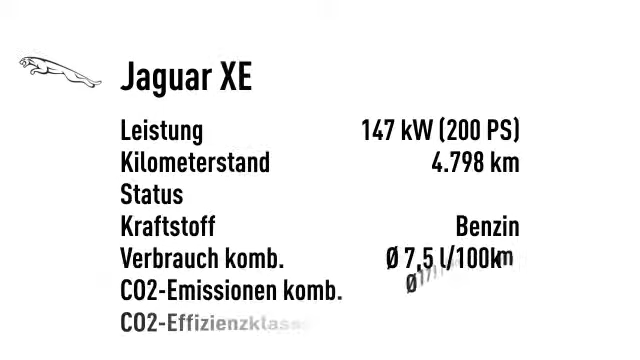 Jaguar XE
Leistung 147 kW (200 PS)
Kilometerstand 4.798 km
Status
Kraftstoff Benzin
Verbrauch komb. Ø 7,5 l/100km
CO2-Emissionen komb. Ø
CO2-Effizienzklasse